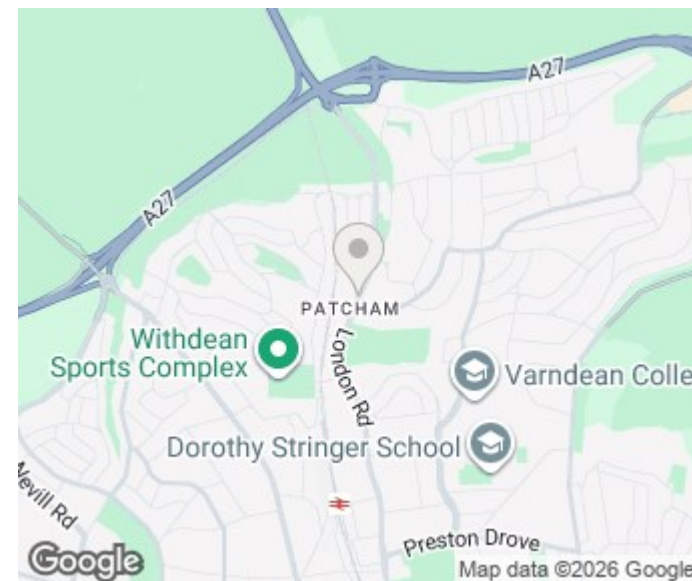 A27
A27
PATCHAM
Withdean
Sports Complex
London Rd
Varndean Colle
Dorothy Stringer School
Nevill Rd
Preston Drove
Google
Map data ©2026 Google